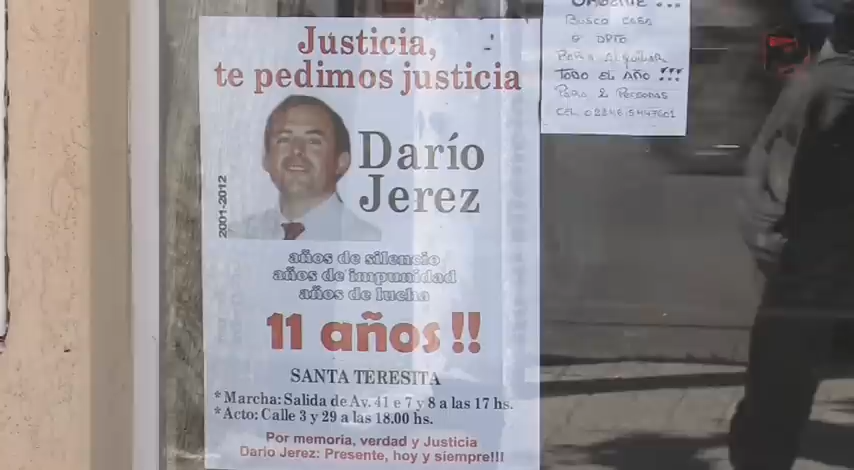 Justicia,
te pedimos justicia
Darío
Jerez
2001-2012
años de silencio
años de impunidad
años de lucha
11 años !!
SANTA TERESITA
* Marcha: Salida de Av. 41 e 7 y 8 a las 17 hs.
* Acto: Calle 3 y 29 a las 18.00 hs.
Por memoria, verdad y Justicia
Dario Jerez: Presente, hoy y siempre!!!
BUSCO CASA
o DPTO
PARA ALQUILAR
TODO EL AÑO !!!
PARA 2 PERSONAS
CEL. 02246 5447601